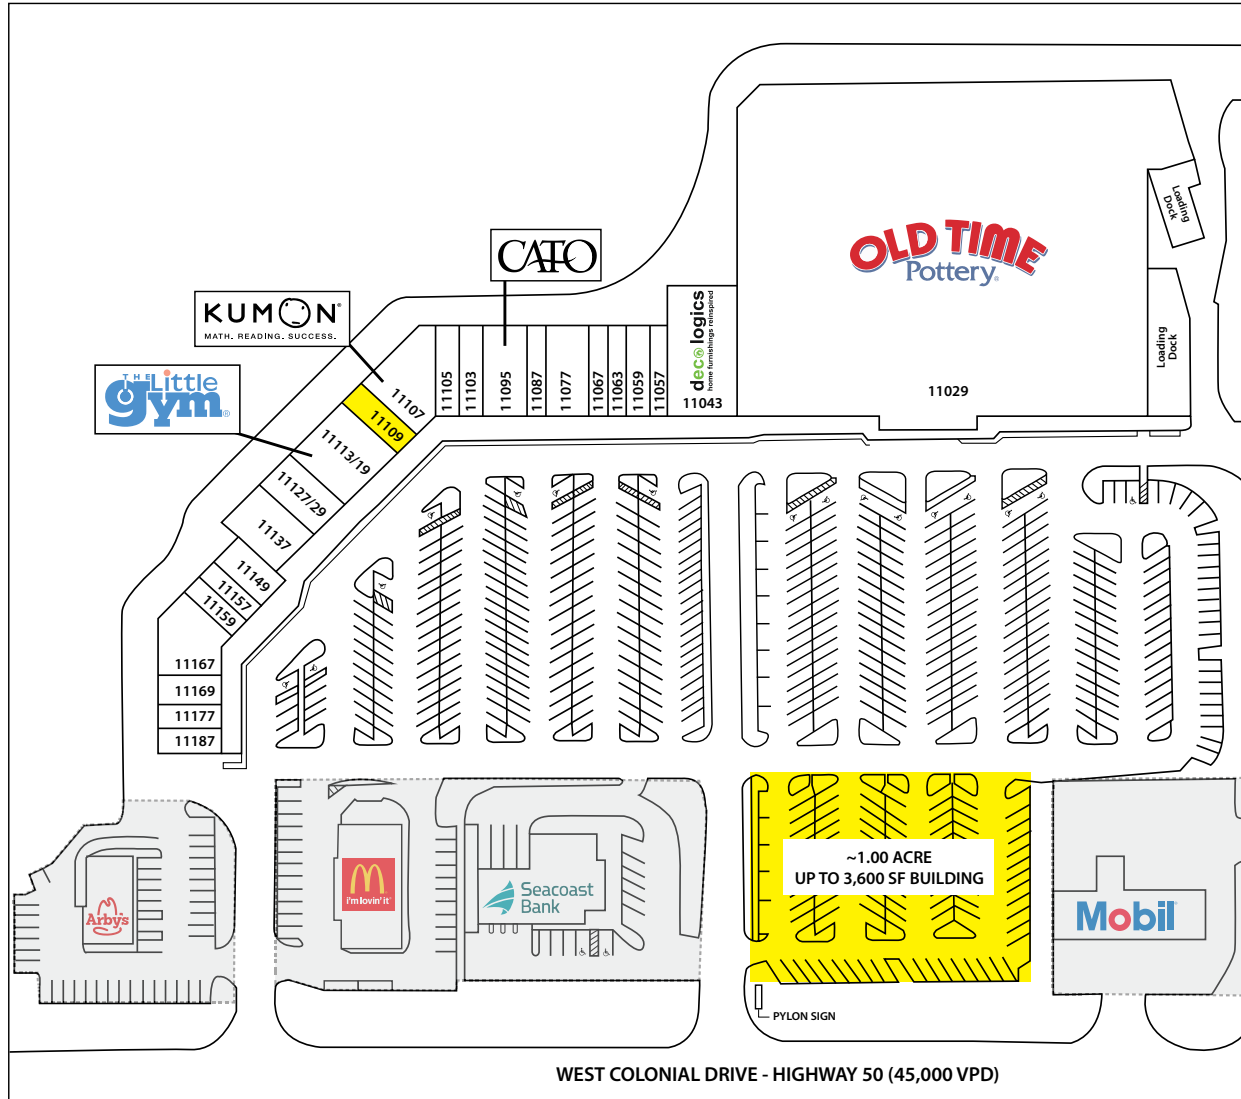 OLD TIME
Pottery®
Loading
Dock
Loading
Dock
CATO
KUMON®
MATH. READING. SUCCESS.
THE Little
gym®
deco logics
home furnishings reinspired
11043
11029
11105
11103
11095
11087
11077
11067
11063
11059
11057
11107
11109
11113/19
11127/29
11137
11149
11157
11159
11167
11169
11177
11187
Arby's
i'm lovin' it
Seacoast
Bank
~1.00 ACRE
UP TO 3,600 SF BUILDING
Mobil
PYLON SIGN
WEST COLONIAL DRIVE - HIGHWAY 50 (45,000 VPD)